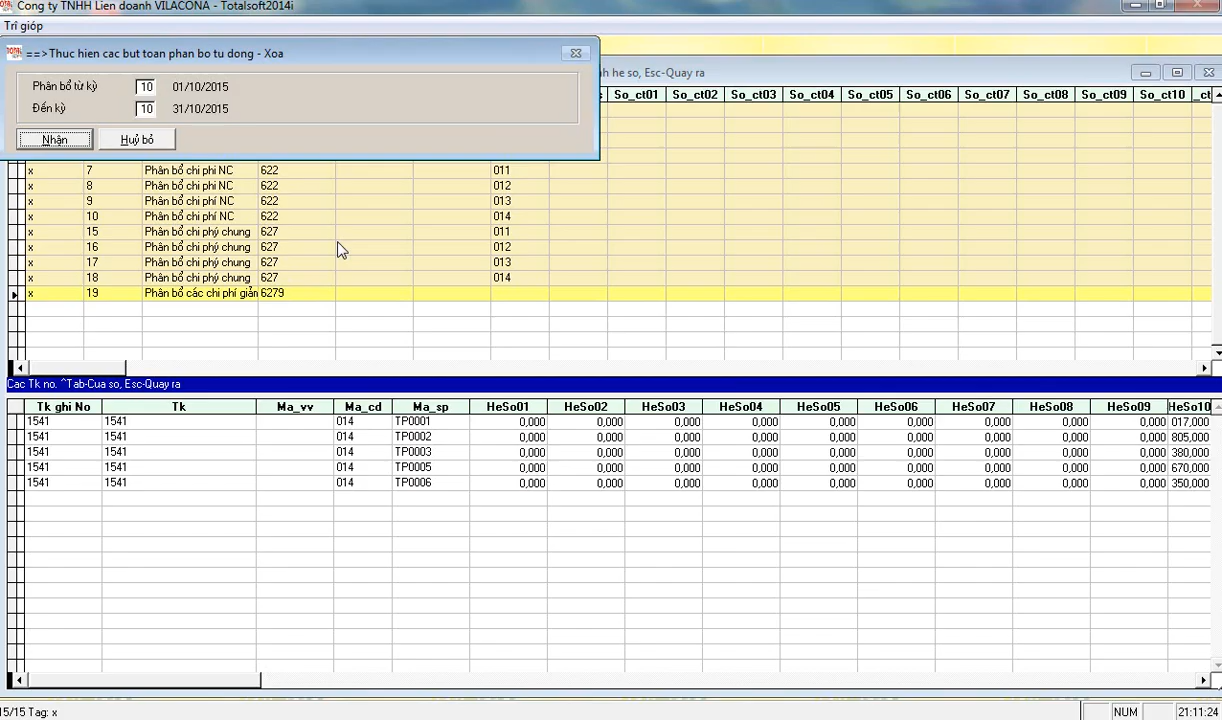 Công ty TNHH Lien doanh VILACONA - Totalsoft2014i
Trî gióp
==>Thuc hien cac but toan phan bo tu dong - Xoa
Phân bổ từ kỳ 10 01/10/2015
Đến kỳ 10 31/10/2015
Nhận Huỷ bỏ
nh he so, Esc-Quay ra
So_ct01 So_ct02 So_ct03 So_ct04 So_ct05 So_ct06 So_ct07 So_ct08 So_ct09 So_ct10 _ct
x 7 Phân bổ chi phi NC 622 011
x 8 Phân bổ chi phi NC 622 012
x 9 Phân bổ chi phí NC 622 013
x 10 Phân bổ chi phí NC 622 014
x 15 Phân bổ chi phý chung 627 011
x 16 Phân bổ chi phý chung 627 012
x 17 Phân bổ chi phý chung 627 013
x 18 Phân bổ chi phý chung 627 014
x 19 Phân bổ các chi phí giản 6279
Cac Tk no. ^Tab-Cua so, Esc-Quay ra
Tk ghi No Tk Ma_vv Ma_cd Ma_sp HeSo01 HeSo02 HeSo03 HeSo04 HeSo05 HeSo06 HeSo07 HeSo08 HeSo09 HeSo10
1541 1541 014 TP0001 0,000 0,000 0,000 0,000 0,000 0,000 0,000 0,000 0,000 017,000
1541 1541 014 TP0002 0,000 0,000 0,000 0,000 0,000 0,000 0,000 0,000 0,000 805,000
1541 1541 014 TP0003 0,000 0,000 0,000 0,000 0,000 0,000 0,000 0,000 0,000 380,000
1541 1541 014 TP0005 0,000 0,000 0,000 0,000 0,000 0,000 0,000 0,000 0,000 670,000
1541 1541 014 TP0006 0,000 0,000 0,000 0,000 0,000 0,000 0,000 0,000 0,000 350,000
15/15 Tag: x NUM 21:11:24